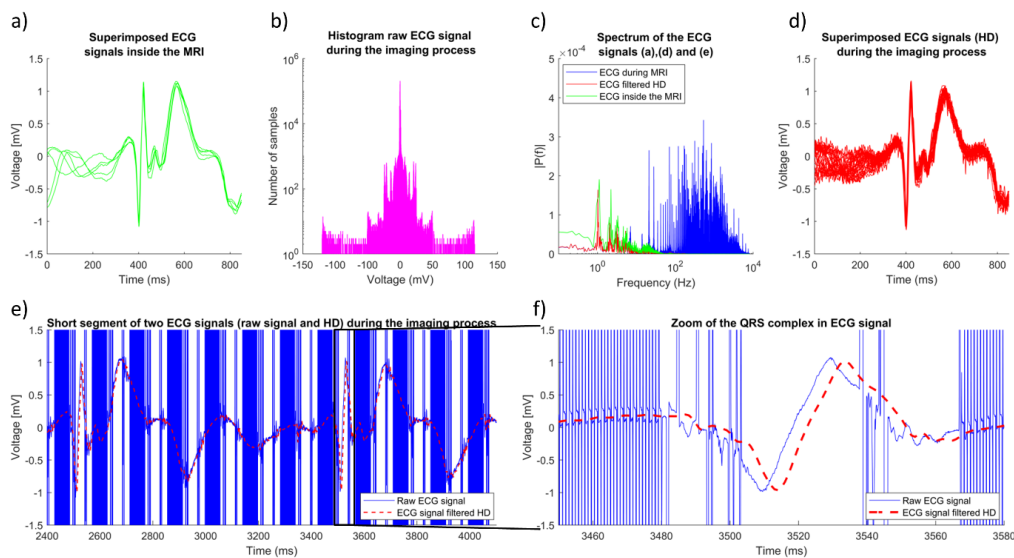 a)
Superimposed ECG
signals inside the MRI
Voltage [mV]
1.5
1
0.5
0
-0.5
-1
-1.5
0 200 400 600 800
Time (ms)
b)
Histogram raw ECG signal
during the imaging process
Number of samples
10^6
10^4
10^2
10^0
-150 -100 -50 0 50 100 150
Voltage (mV)
c)
Spectrum of the ECG
signals (a),(d) and (e)
×10^-4
|P(f)|
5
4
3
2
1
0
ECG during MRI
ECG filtered HD
ECG inside the MRI
10^0 10^2 10^4
Frequency (Hz)
d)
Superimposed ECG signals (HD)
during the imaging process
Voltage [mV]
1.5
1
0.5
0
-0.5
-1
-1.5
0 200 400 600 800
Time (ms)
e)
Short segment of two ECG signals (raw signal and HD) during the imaging process
Voltage [mV]
1.5
1
0.5
0
-0.5
-1
-1.5
Raw ECG signal
ECG signal filtered HD
2400 2600 2800 3000 3200 3400 3600 3800 4000
Time (ms)
f)
Zoom of the QRS complex in ECG signal
Voltage [mV]
1.5
1
0.5
0
-0.5
-1
-1.5
Raw ECG signal
ECG signal filtered HD
3460 3480 3500 3520 3540 3560 3580
Time (ms)